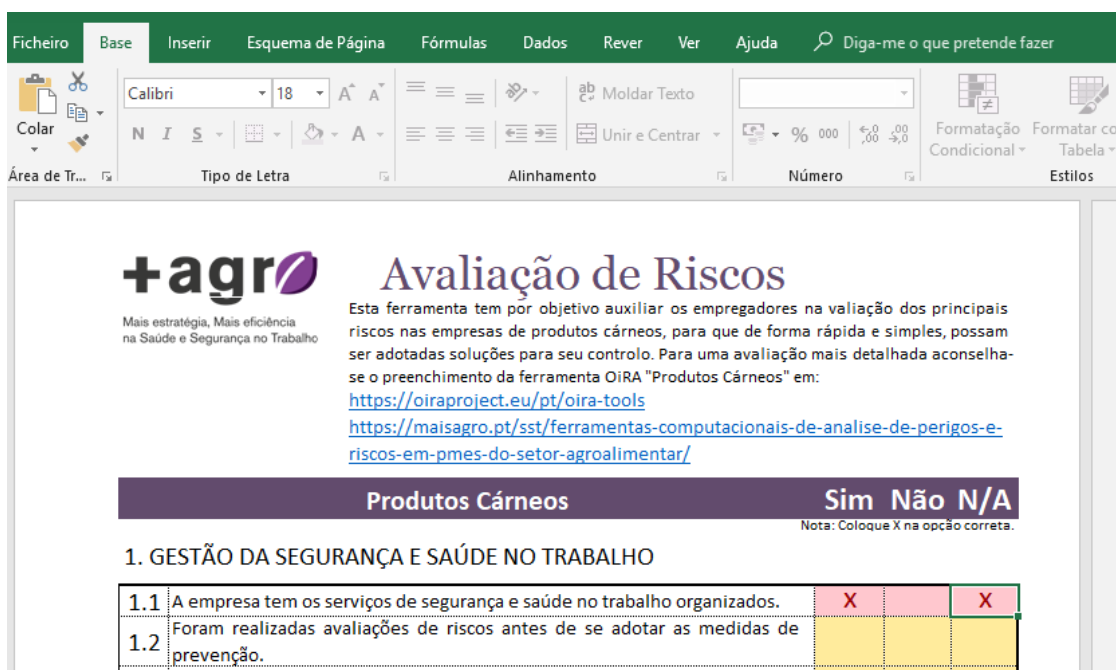 Ficheiro Base Inserir Esquema de Página Fórmulas Dados Rever Ver Ajuda Diga-me o que pretende fazer
Calibri 18 A A ab Moldar Texto
Colar N I S A Unir e Centrar % 000 Formatação Condicional Formatar co Tabela
Área de Tr... Tipo de Letra Alinhamento Número Estilos
+agro
Mais estratégia, Mais eficiência
na Saúde e Segurança no Trabalho
Avaliação de Riscos
Esta ferramenta tem por objetivo auxiliar os empregadores na valiação dos principais
riscos nas empresas de produtos cárneos, para que de forma rápida e simples, possam
ser adotadas soluções para seu controlo. Para uma avaliação mais detalhada aconselha-
se o preenchimento da ferramenta OiRA "Produtos Cárneos" em:
https://oiraproject.eu/pt/oira-tools
https://maisagro.pt/sst/ferramentas-computacionais-de-analise-de-perigos-e-
riscos-em-pmes-do-setor-agroalimentar/
Produtos Cárneos Sim Não N/A
Nota: Coloque X na opção correta.
1. GESTÃO DA SEGURANÇA E SAÚDE NO TRABALHO
1.1 A empresa tem os serviços de segurança e saúde no trabalho organizados. X X
1.2 Foram realizadas avaliações de riscos antes de se adotar as medidas de
prevenção.